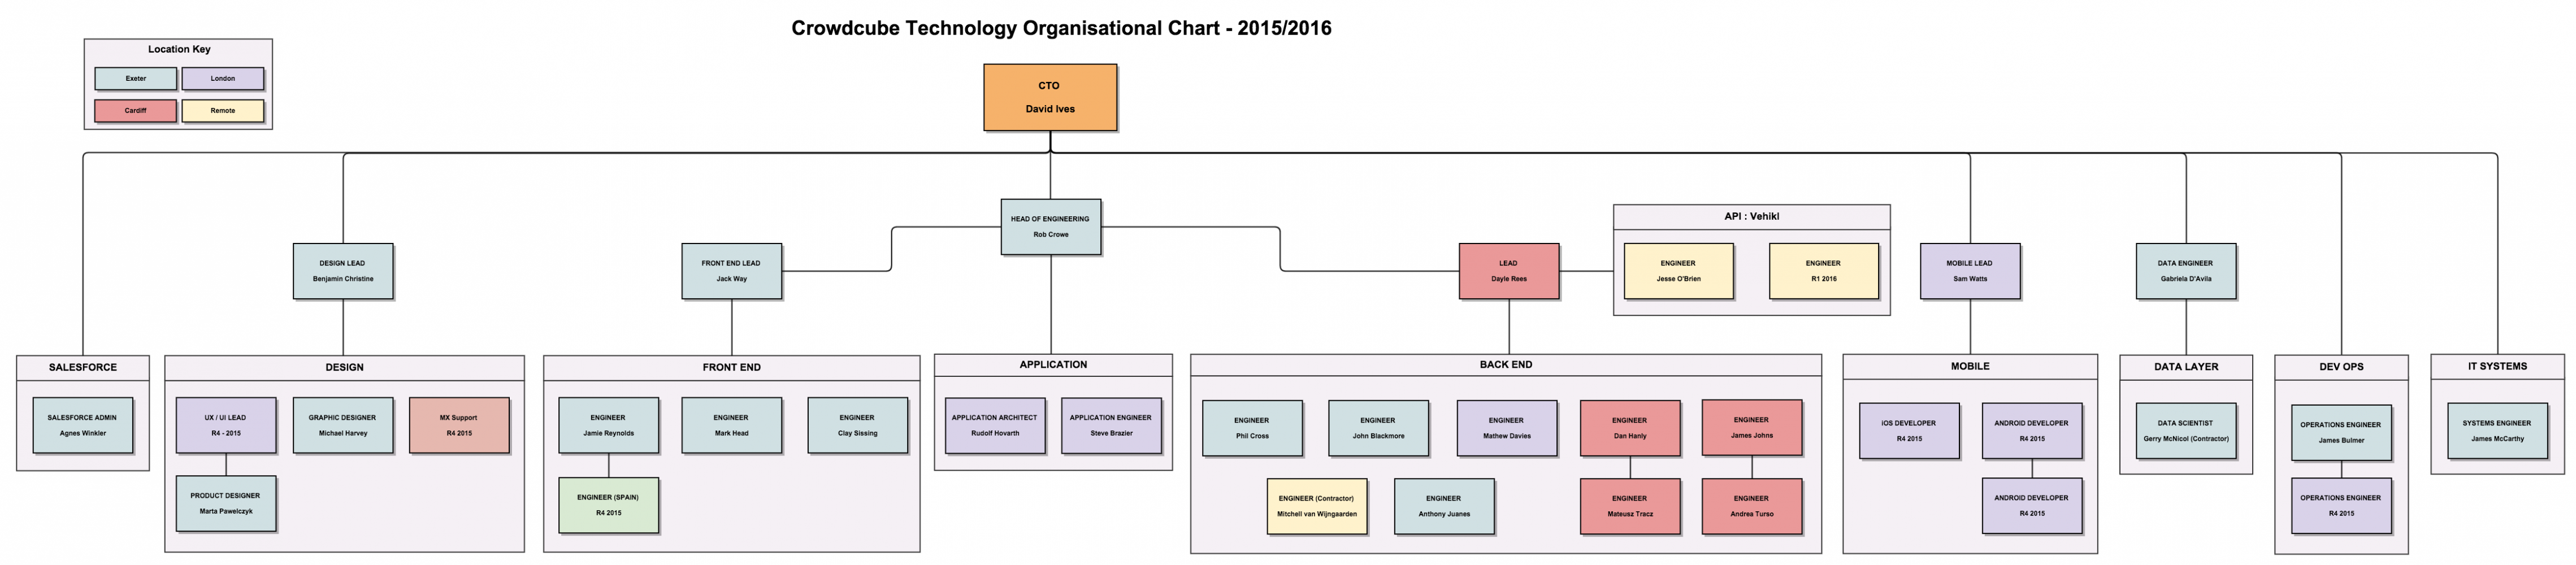 Crowdcube Technology Organisational Chart - 2015/2016
Location Key
Exeter
London
Cardiff
Remote
CTO
David Ives
HEAD OF ENGINEERING
Rob Crowe
API : Vehikl
DESIGN LEAD
Benjamin Christine
FRONT END LEAD
Jack Way
LEAD
Dayle Rees
ENGINEER
Jesse O'Brien
ENGINEER
R1 2016
MOBILE LEAD
Sam Watts
DATA ENGINEER
Gabriela D'Avila
SALESFORCE
SALESFORCE ADMIN
Agnes Winkler
DESIGN
UX / UI LEAD
R4 - 2015
GRAPHIC DESIGNER
Michael Harvey
MX Support
R4 2015
PRODUCT DESIGNER
Marta Pawelczyk
FRONT END
ENGINEER
Jamie Reynolds
ENGINEER
Mark Head
ENGINEER
Clay Sissing
ENGINEER (SPAIN)
R4 2015
APPLICATION
APPLICATION ARCHITECT
Rudolf Hovarth
APPLICATION ENGINEER
Steve Brazier
BACK END
ENGINEER
Phil Cross
ENGINEER
John Blackmore
ENGINEER
Mathew Davies
ENGINEER
Dan Hanly
ENGINEER
James Johns
ENGINEER (Contractor)
Mitchell van Wijngaarden
ENGINEER
Anthony Juanes
ENGINEER
Mateusz Tracz
ENGINEER
Andrea Turso
MOBILE
iOS DEVELOPER
R4 2015
ANDROID DEVELOPER
R4 2015
ANDROID DEVELOPER
R4 2015
DATA LAYER
DATA SCIENTIST
Gerry McNicol (Contractor)
DEV OPS
OPERATIONS ENGINEER
James Bulmer
OPERATIONS ENGINEER
R4 2015
IT SYSTEMS
SYSTEMS ENGINEER
James McCarthy